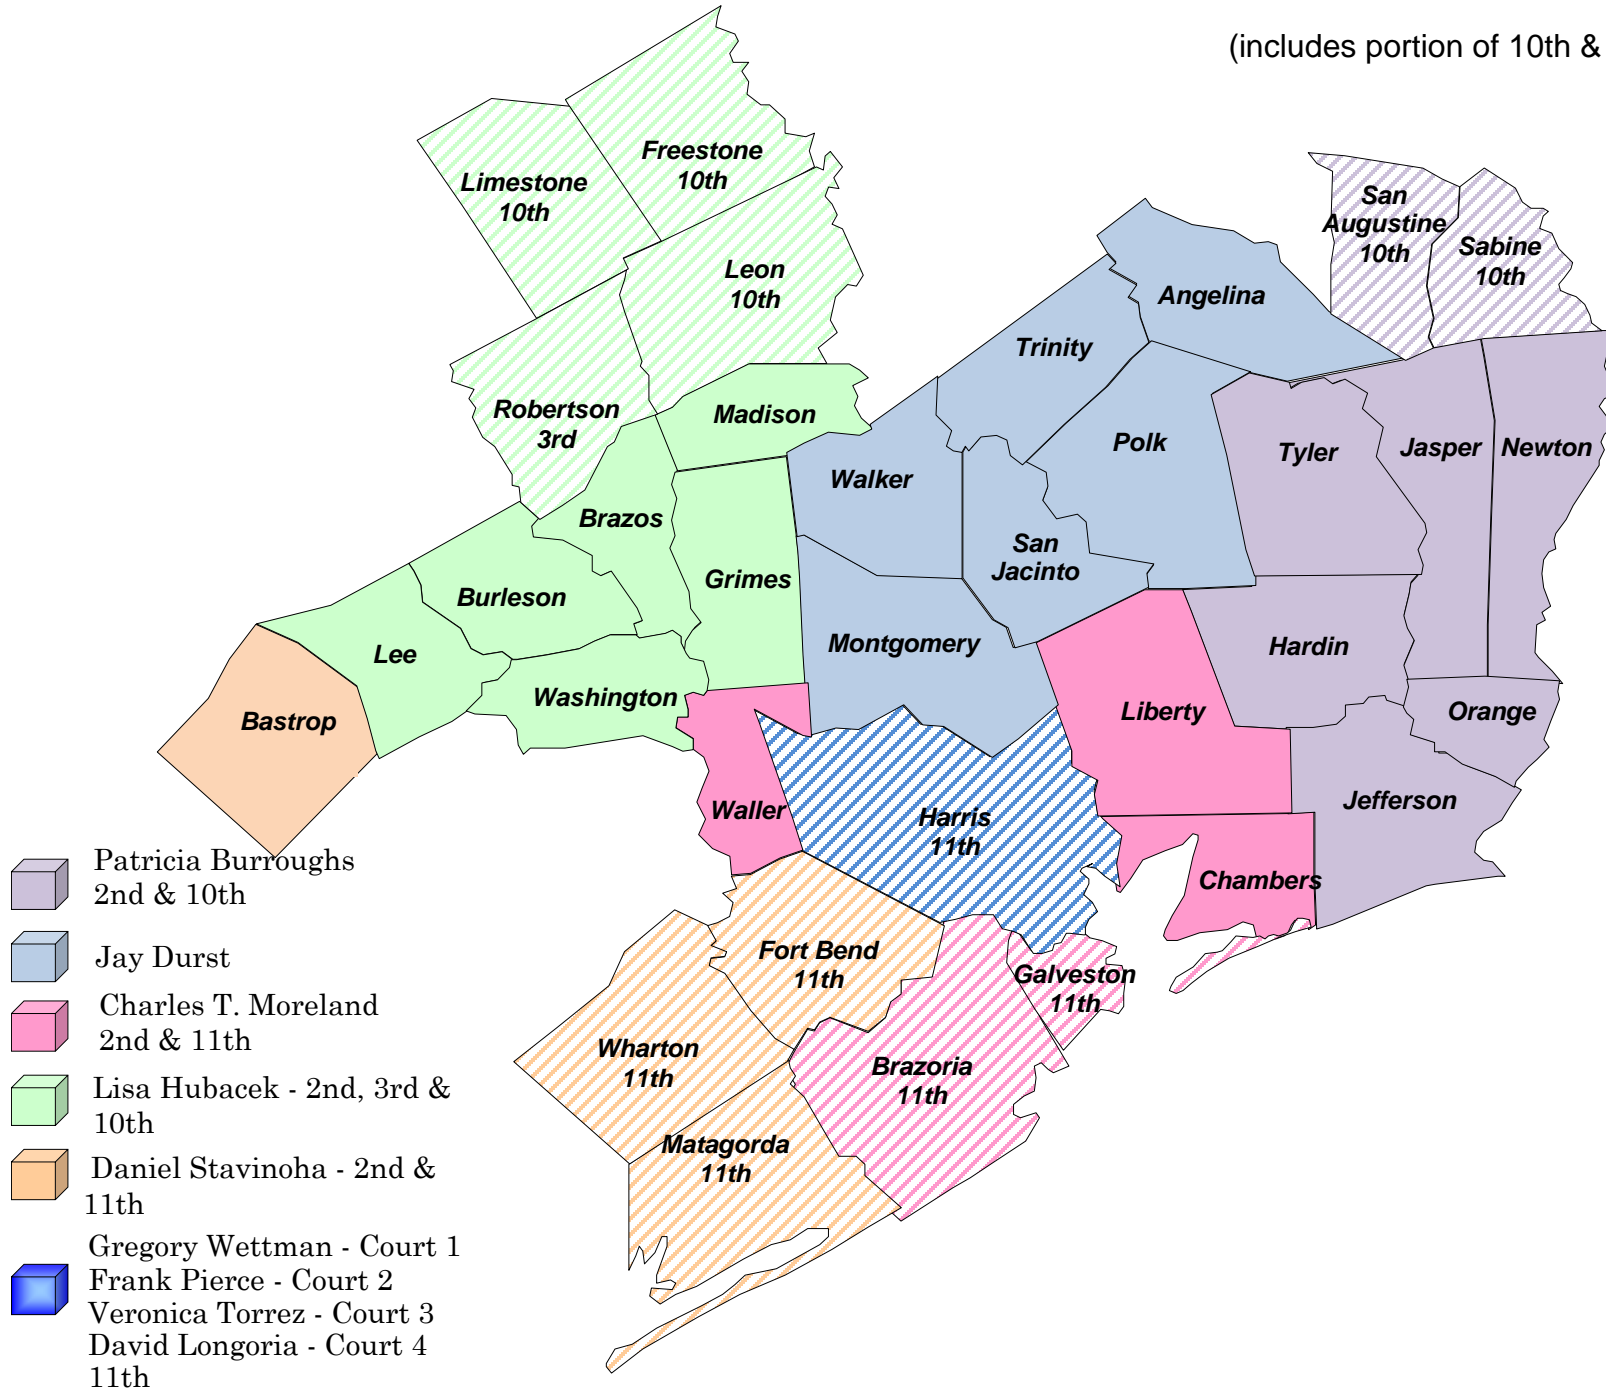 (includes portion of 10th &
Freestone
10th
Limestone
10th
San
Augustine
10th
Sabine
10th
Leon
10th
Angelina
Trinity
Robertson
3rd
Madison
Polk
Tyler
Jasper
Newton
Walker
Brazos
San
Jacinto
Grimes
Burleson
Montgomery
Hardin
Lee
Washington
Liberty
Orange
Bastrop
Waller
Harris
11th
Jefferson
Chambers
Fort Bend
11th
Galveston
11th
Wharton
11th
Brazoria
11th
Matagorda
11th
Patricia Burroughs
2nd & 10th
Jay Durst
Charles T. Moreland
2nd & 11th
Lisa Hubacek - 2nd, 3rd &
10th
Daniel Stavinoha - 2nd &
11th
Gregory Wettman - Court 1
Frank Pierce - Court 2
Veronica Torrez - Court 3
David Longoria - Court 4
11th